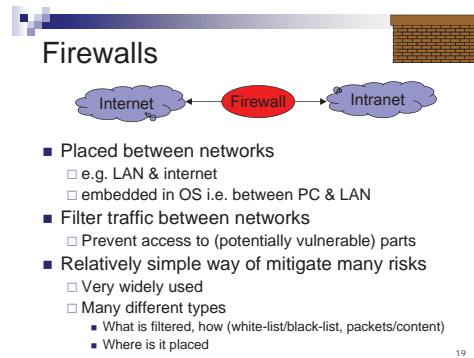 Firewalls
Internet
Firewall
Intranet
Placed between networks
e.g. LAN & internet
embedded in OS i.e. between PC & LAN
Filter traffic between networks
Prevent access to (potentially vulnerable) parts
Relatively simple way of mitigate many risks
Very widely used
Many different types
What is filtered, how (white-list/black-list, packets/content)
Where is it placed
19